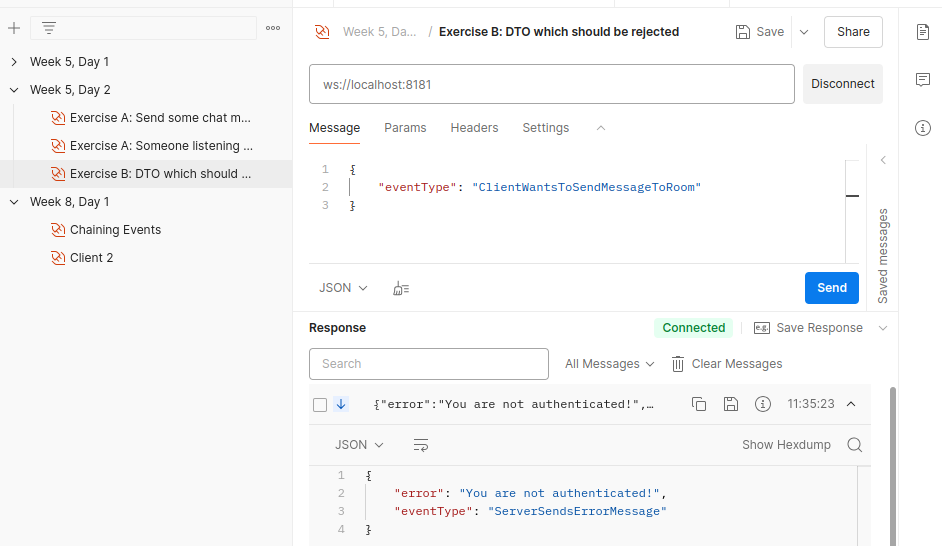 Week 5, Day 1
Week 5, Day 2
Exercise A: Send some chat m...
Exercise A: Someone listening ...
Exercise B: DTO which should ...
Week 8, Day 1
Chaining Events
Client 2
Week 5, Da... / Exercise B: DTO which should be rejected
Save
Share
ws://localhost:8181
Disconnect
Message Params Headers Settings
1 {
2 "eventType": "ClientWantsToSendMessageToRoom"
3 }
Saved messages
JSON
Send
Response
Connected
e.g. Save Response
Search
All Messages
Clear Messages
{"error":"You are not authenticated!",…
11:35:23
JSON
Show Hexdump
1 {
2 "error": "You are not authenticated!",
3 "eventType": "ServerSendsErrorMessage"
4 }